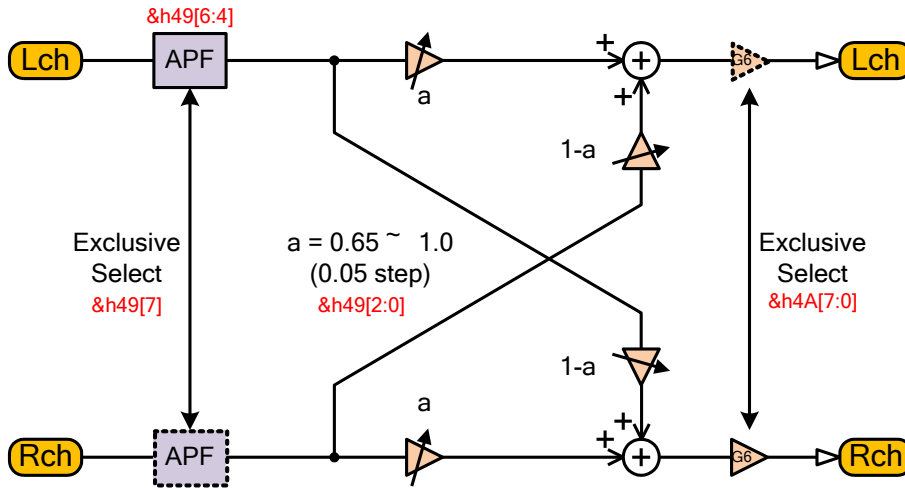 &h49[6:4]
Lch
APF
a
+
+
+
G6
Lch
1-a
Exclusive
Select
&h49[7]
a = 0.65 ~ 1.0
(0.05 step)
&h49[2:0]
Exclusive
Select
&h4A[7:0]
1-a
a
+
+
+
Rch
APF
G6
Rch